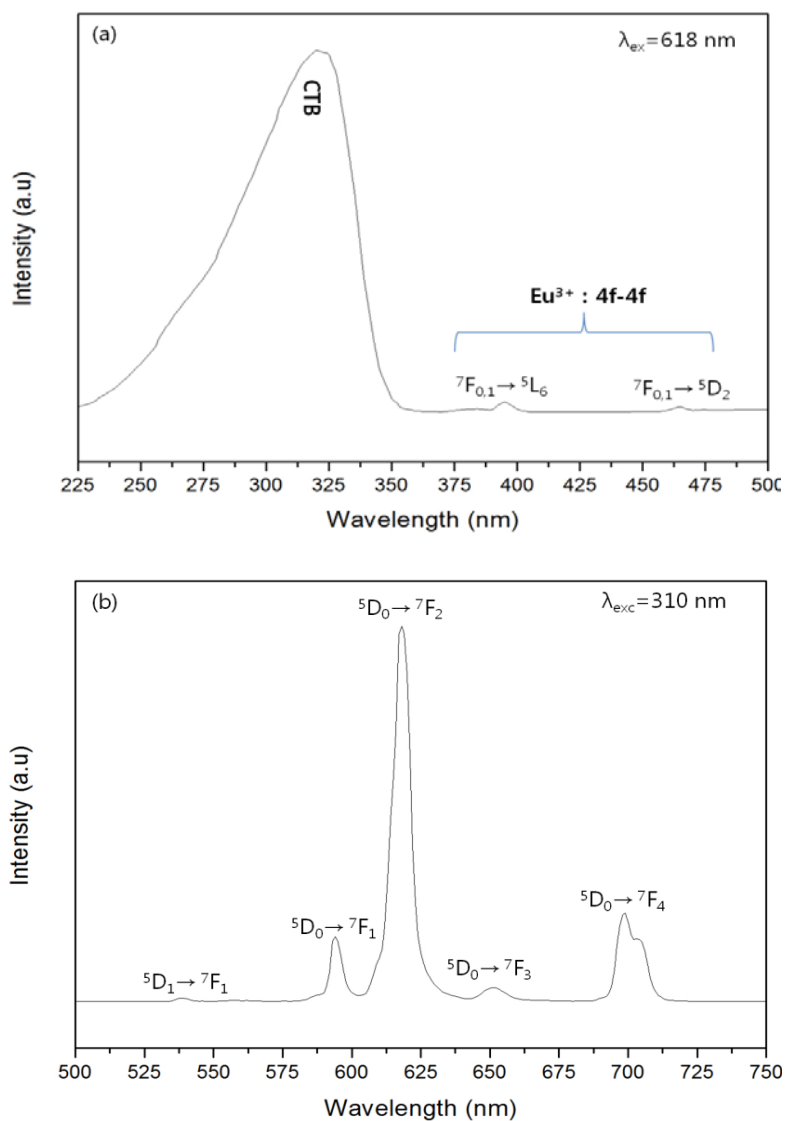 (a)
λex=618 nm
CTB
Eu³⁺ : 4f-4f
⁷F₀,₁→ ⁵L₆
⁷F₀,₁→ ⁵D₂
Intensity (a.u)
225 250 275 300 325 350 375 400 425 450 475 500
Wavelength (nm)
(b)
λexc=310 nm
⁵D₀→ ⁷F₂
⁵D₀→ ⁷F₁
⁵D₀→ ⁷F₄
⁵D₁→ ⁷F₁
⁵D₀→ ⁷F₃
Intensity (a.u)
500 525 550 575 600 625 650 675 700 725 750
Wavelength (nm)